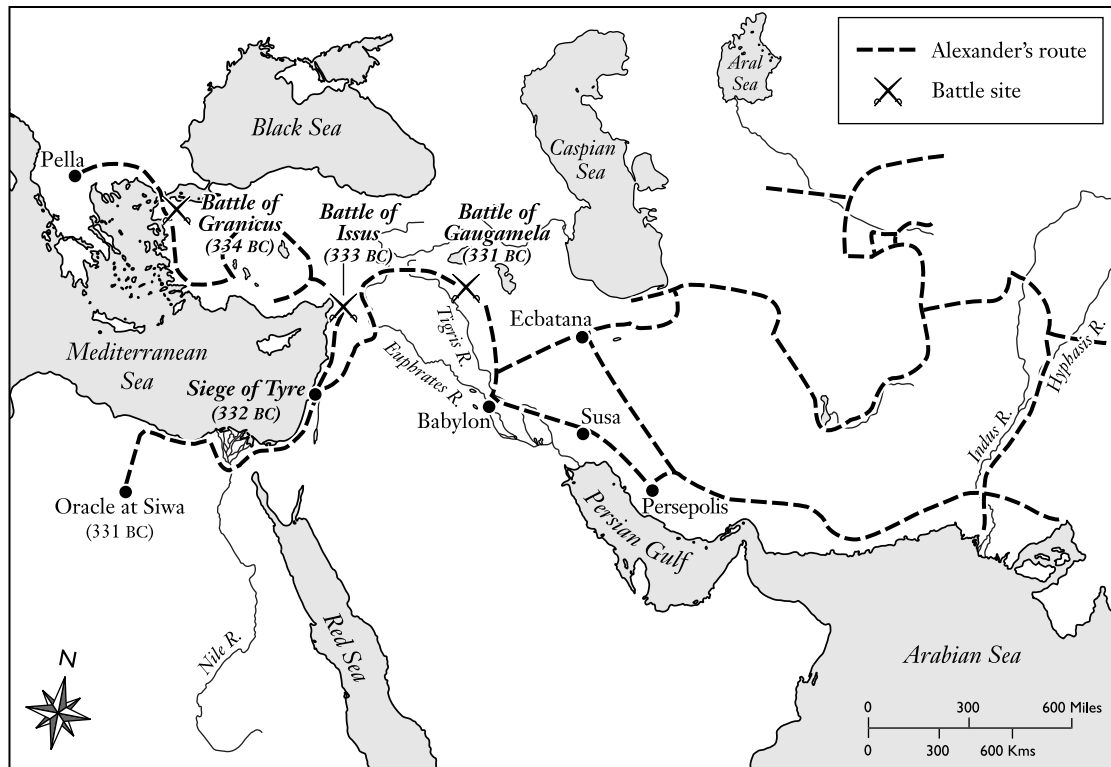 Alexander's route
Battle site
Aral
Sea
Black Sea
Caspian
Sea
Pella
Battle of
Granicus
(334 BC)
Battle of
Issus
(333 BC)
Battle of
Gaugamela
(331 BC)
Ecbatana
Tigris R.
Euphrates R.
Mediterranean
Sea
Siege of Tyre
(332 BC)
Babylon
Susa
Hyphasis R.
Indus R.
Oracle at Siwa
(331 BC)
Persepolis
Persian Gulf
Nile R.
Red Sea
Arabian Sea
N
0 300 600 Miles
0 300 600 Kms